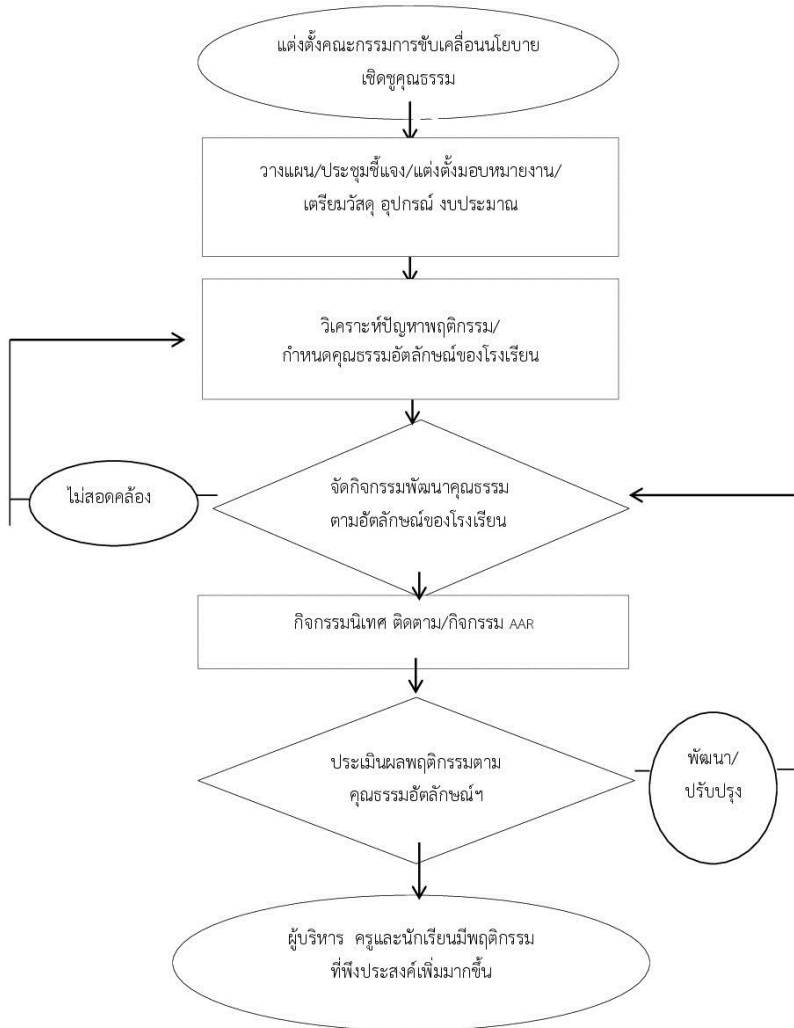 แต่งตั้งคณะกรรมการขับเคลื่อนนโยบาย
เชิดชูคุณธรรม
วางแผน/ประชุมชี้แจง/แต่งตั้งมอบหมายงาน/
เตรียมวัสดุ อุปกรณ์ งบประมาณ
วิเคราะห์ปัญหาพฤติกรรม/
กำหนดคุณธรรมอัตลักษณ์ของโรงเรียน
ไม่สอดคล้อง
จัดกิจกรรมพัฒนาคุณธรรม
ตามอัตลักษณ์ของโรงเรียน
กิจกรรมนิเทศ ติดตาม/กิจกรรม AAR
ประเมินผลพฤติกรรมตาม
คุณธรรมอัตลักษณ์ฯ
พัฒนา/
ปรับปรุง
ผู้บริหาร ครูและนักเรียนมีพฤติกรรม
ที่พึงประสงค์เพิ่มมากขึ้น